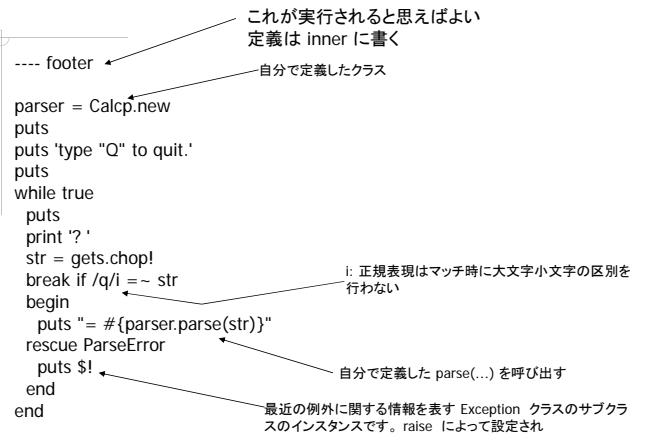 これが実行されると思えばよい
定義は inner に書く
---- footer
自分で定義したクラス
parser = Calcp.new
puts
puts 'type "Q" to quit.'
puts
while true
puts
print '? '
str = gets.chop!
break if /q/i =~ str
i: 正規表現はマッチ時に大文字小文字の区別を
行わない
begin
puts "= #{parser.parse(str)}"
rescue ParseError
自分で定義した parse(...) を呼び出す
puts $!
end
end
最近の例外に関する情報を表す Exception クラスのサブクラ
スのインスタンスです。raise によって設定され